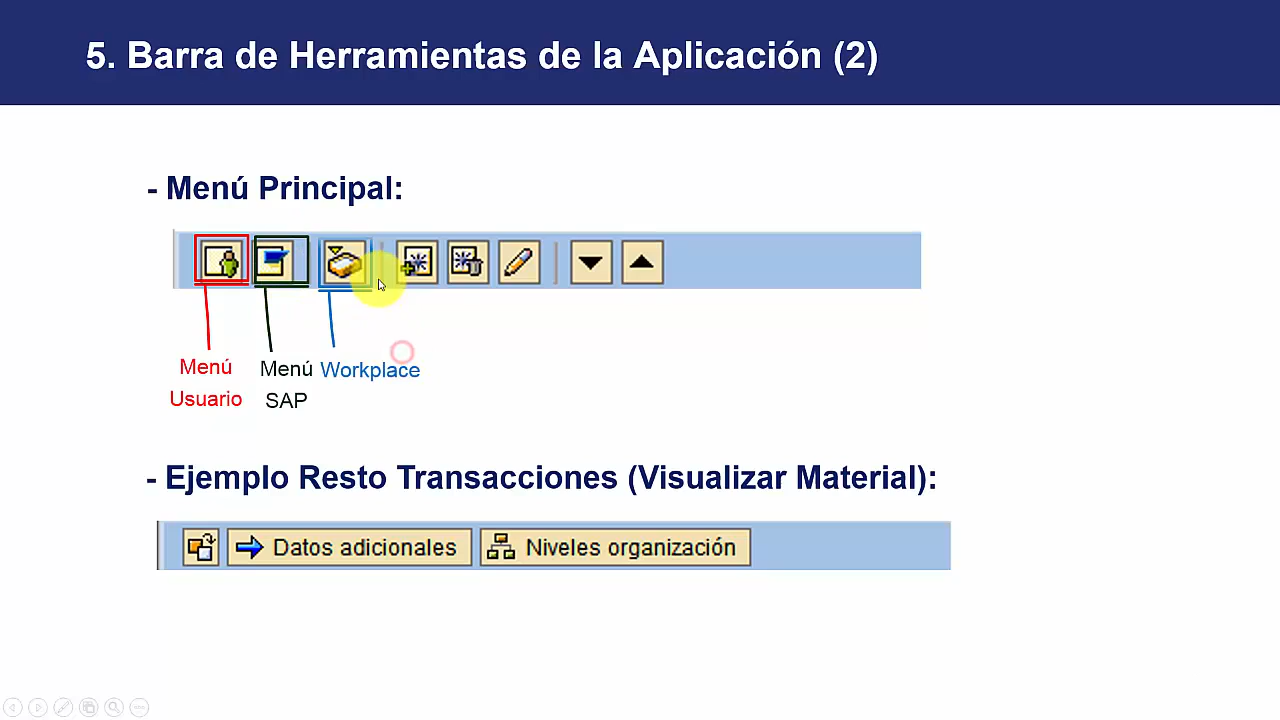 5. Barra de Herramientas de la Aplicación (2)
- Menú Principal:
Menú Usuario
Menú SAP
Workplace
- Ejemplo Resto Transacciones (Visualizar Material):
Datos adicionales
Niveles organización